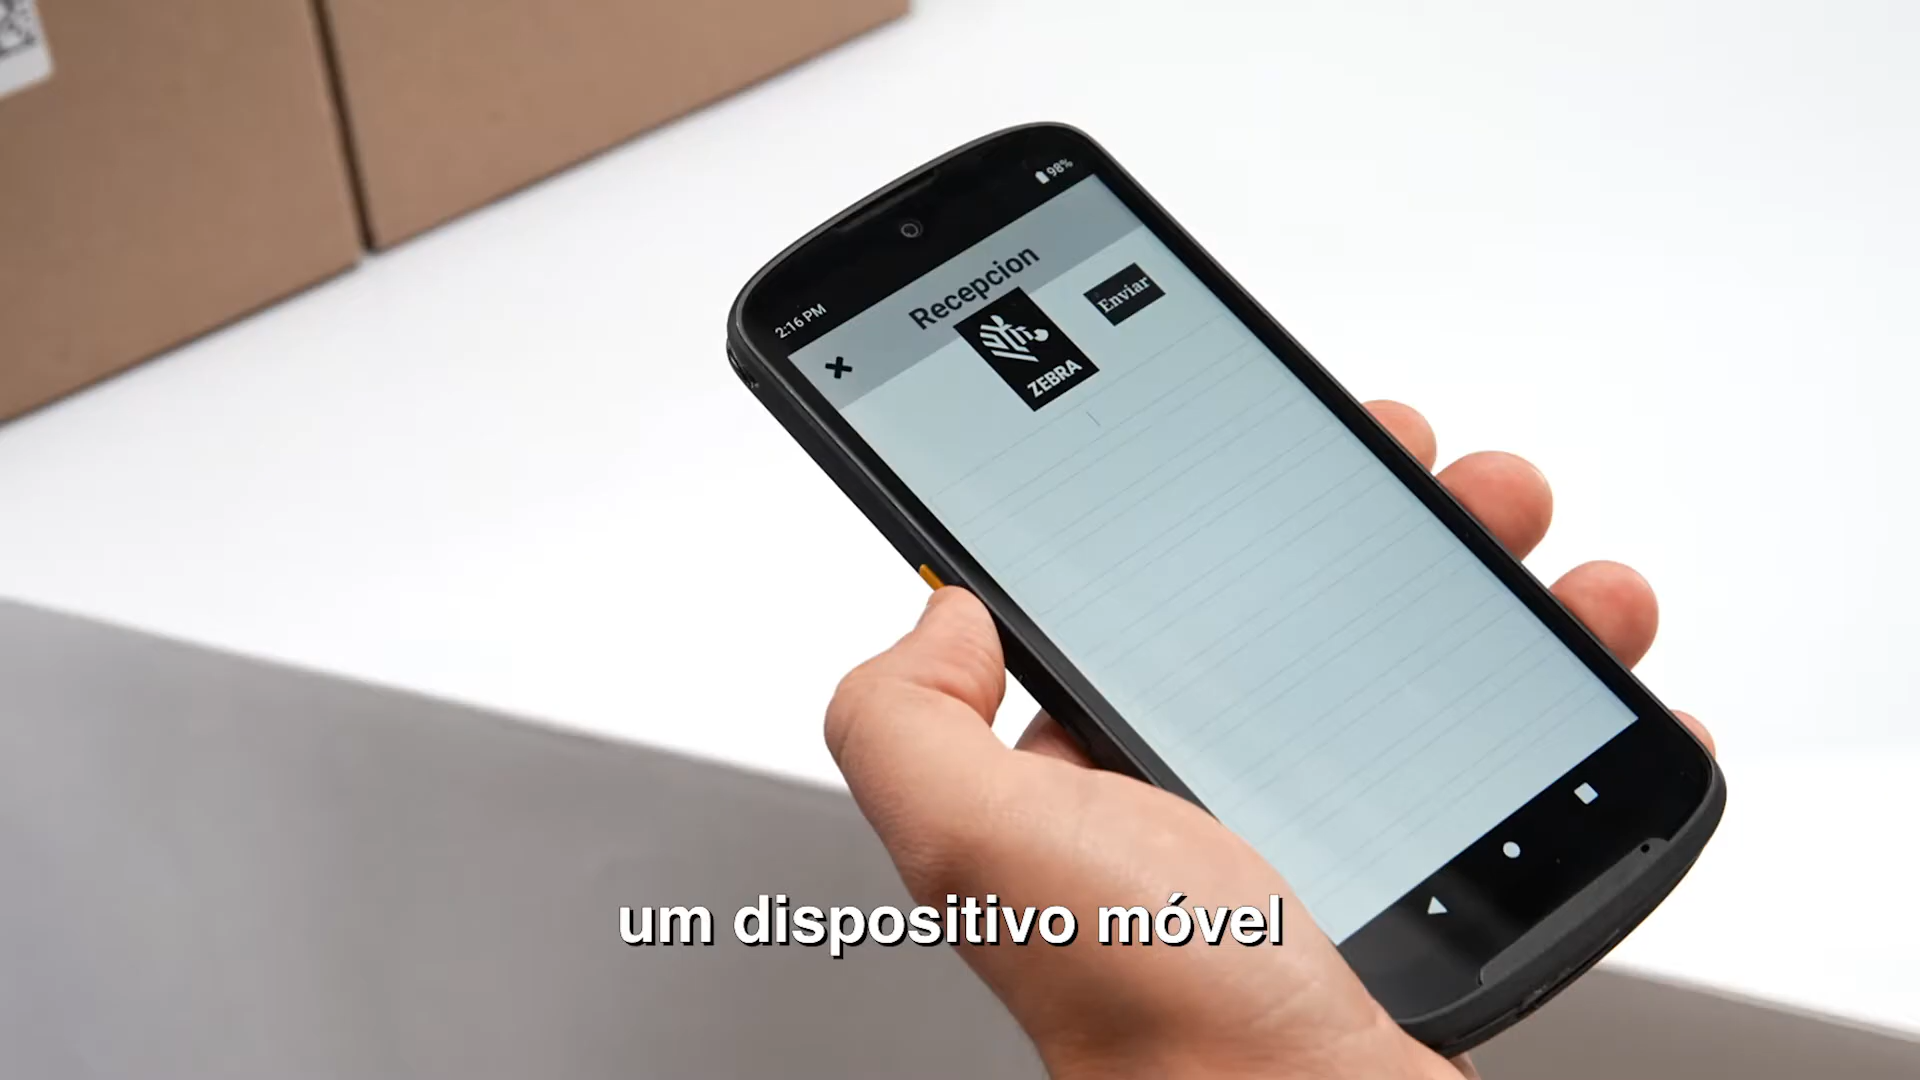 98%
2:16 PM
Recepcion
Enviar
ZEBRA
um dispositivo móvel